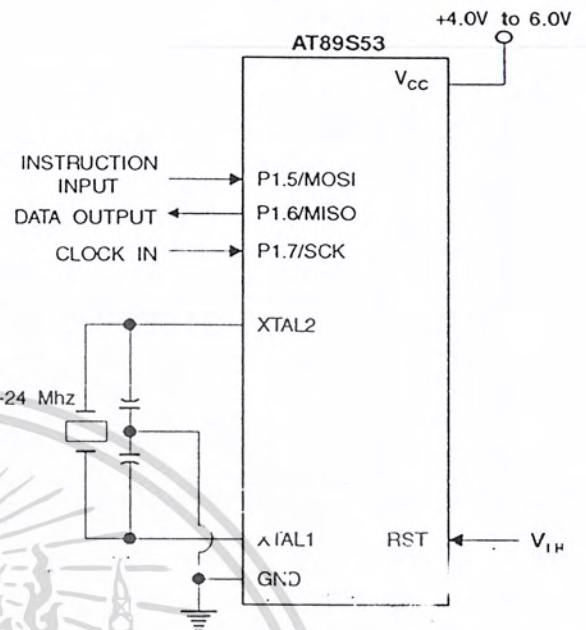 +4.0V to 6.0V
AT89S53
VCC
INSTRUCTION
INPUT
P1.5/MOSI
DATA OUTPUT
P1.6/MISO
CLOCK IN
P1.7/SCK
XTAL2
-24 Mhz
XTAL1
RST
GND